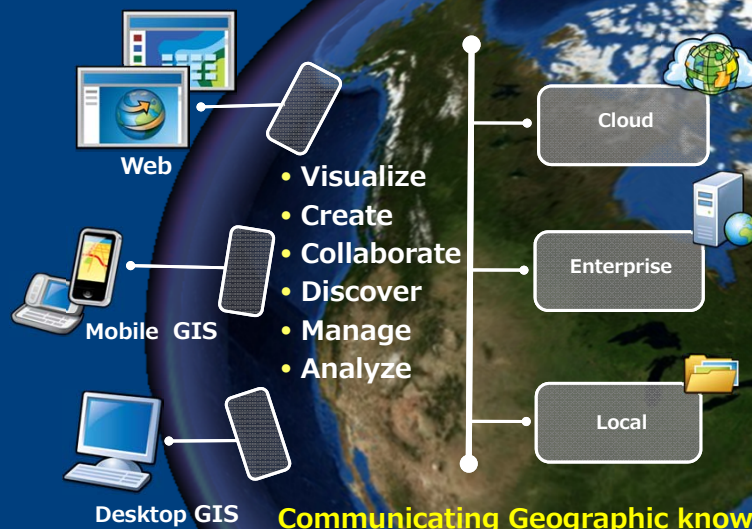 Web
Mobile GIS
Desktop GIS
• Visualize
• Create
• Collaborate
• Discover
• Manage
• Analyze
Cloud
Enterprise
Local
Communicating Geographic know